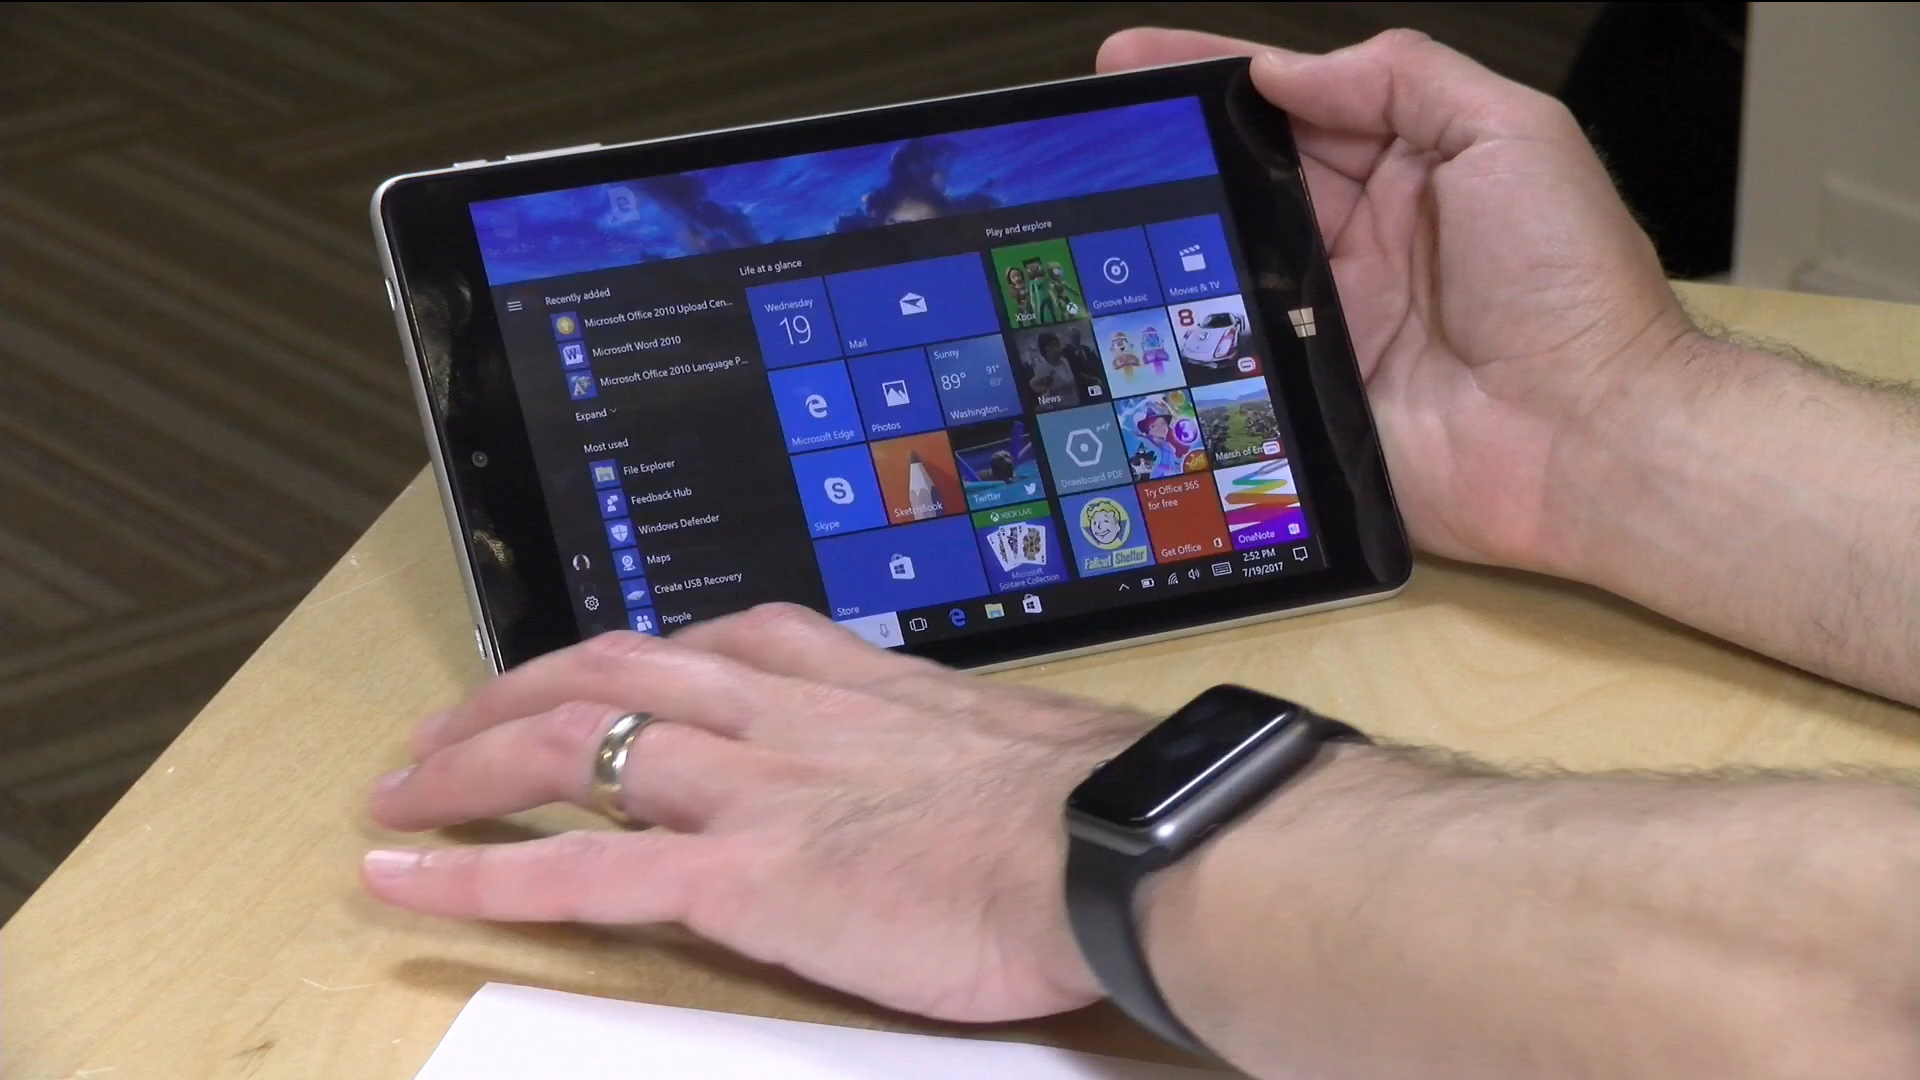 Recently added
Microsoft Office 2010 Upload Cen...
Microsoft Word 2010
Microsoft Office 2010 Language P...
Expand
Most used
File Explorer
Feedback Hub
Windows Defender
Maps
Create USB Recovery
People
Life at a glance
Wednesday
19
Mail
Microsoft Edge
Photos
Sunny
89°
91°
Washington,...
Skype
SketchBook
Twitter
Store
XBOX LIVE
Microsoft
Solitaire Collection
Play and explore
Xbox
Groove Music
Movies & TV
News
8
Drawboard PDF
3
March of Em
Fallout Shelter
Try Office 365
for free
Get Office
OneNote
2:52 PM
7/19/2017